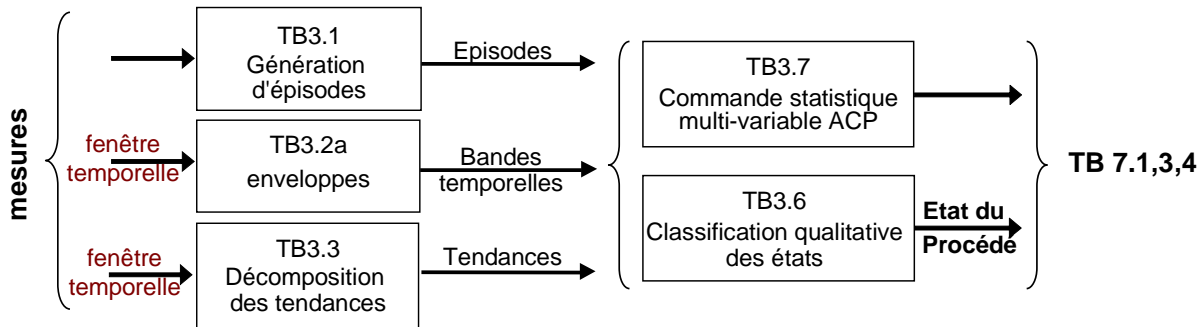 mesures
TB3.1
Génération
d'épisodes
Episodes
fenêtre
temporelle
TB3.2a
enveloppes
Bandes
temporelles
fenêtre
temporelle
TB3.3
Décomposition
des tendances
Tendances
TB3.7
Commande statistique
multi-variable ACP
TB3.6
Classification qualitative
des états
Etat du
Procéde
TB 7.1,3,4